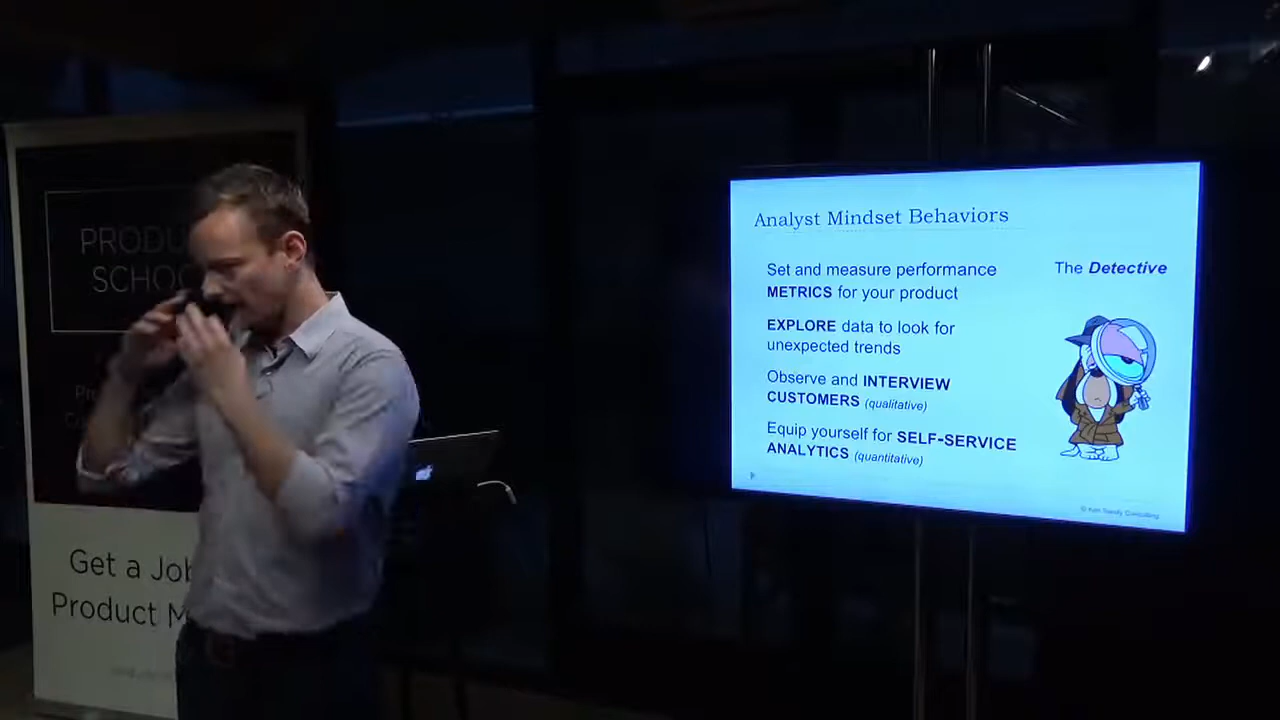 PRODU
SCHO
Get a Job
Product M
Analyst Mindset Behaviors
Set and measure performance
METRICS for your product
EXPLORE data to look for
unexpected trends
Observe and INTERVIEW
CUSTOMERS (qualitative)
Equip yourself for SELF-SERVICE
ANALYTICS (quantitative)
The Detective